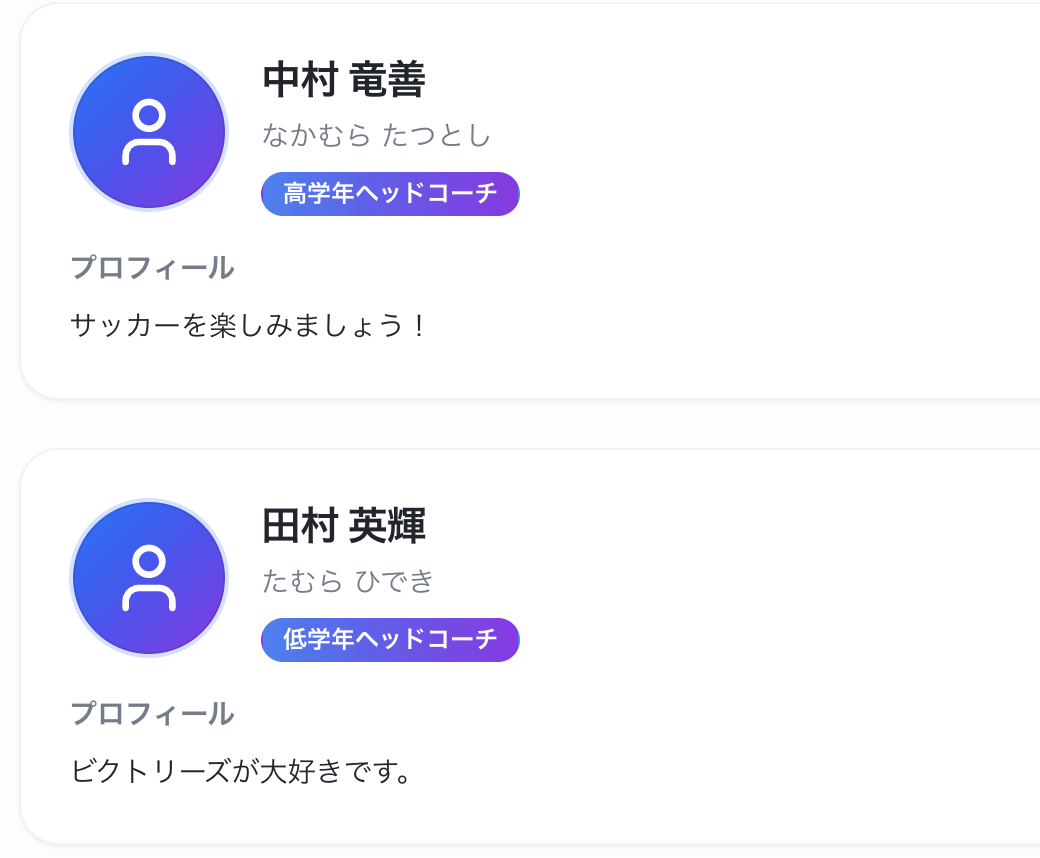 中村 竜善
なかむら たつとし
高学年ヘッドコーチ
プロフィール
サッカーを楽しみましょう！
田村 英輝
たむら ひでき
低学年ヘッドコーチ
プロフィール
ビクトリーズが大好きです。